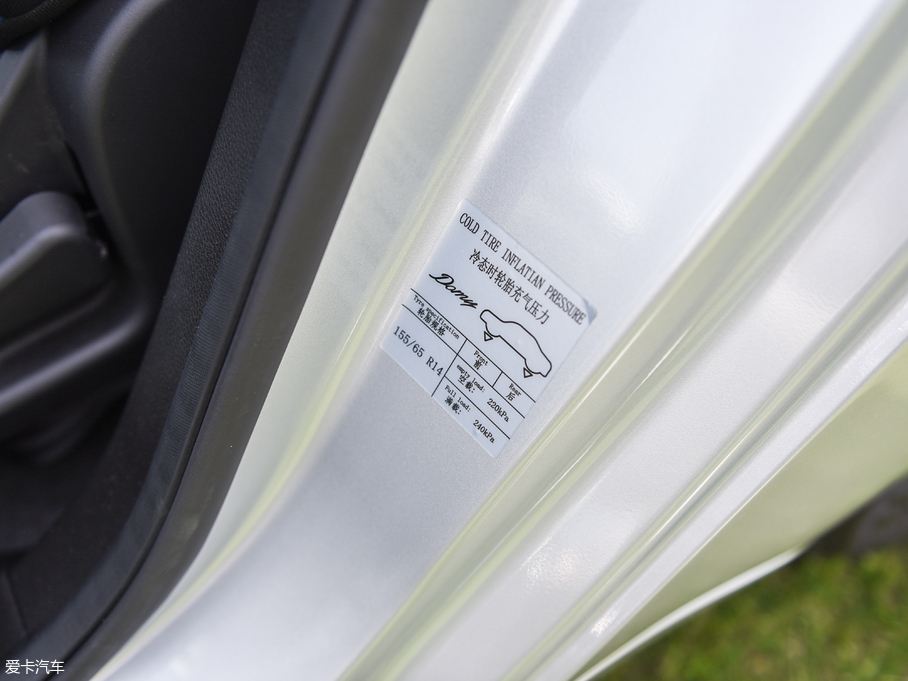 COLD TIRE INFLATIAN PRESSURE
冷态时轮胎充气压力
Domy
Tyre specification
轮胎规格
155/65 R14
Front
前
Rear
后
empty load:
空载:
220kPa
Full load:
满载:
240kPa
爱卡汽车